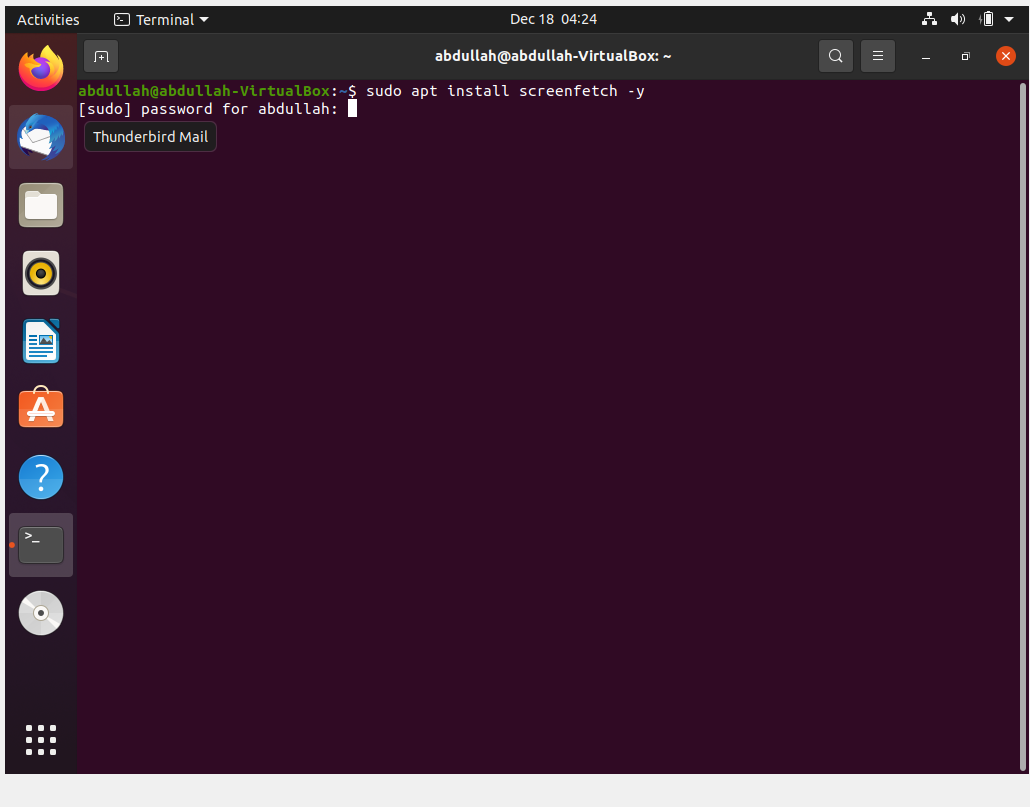 Activities Terminal Dec 18 04:24
abdullah@abdullah-VirtualBox: ~
abdullah@abdullah-VirtualBox:~$ sudo apt install screenfetch -y
[sudo] password for abdullah:
Thunderbird Mail